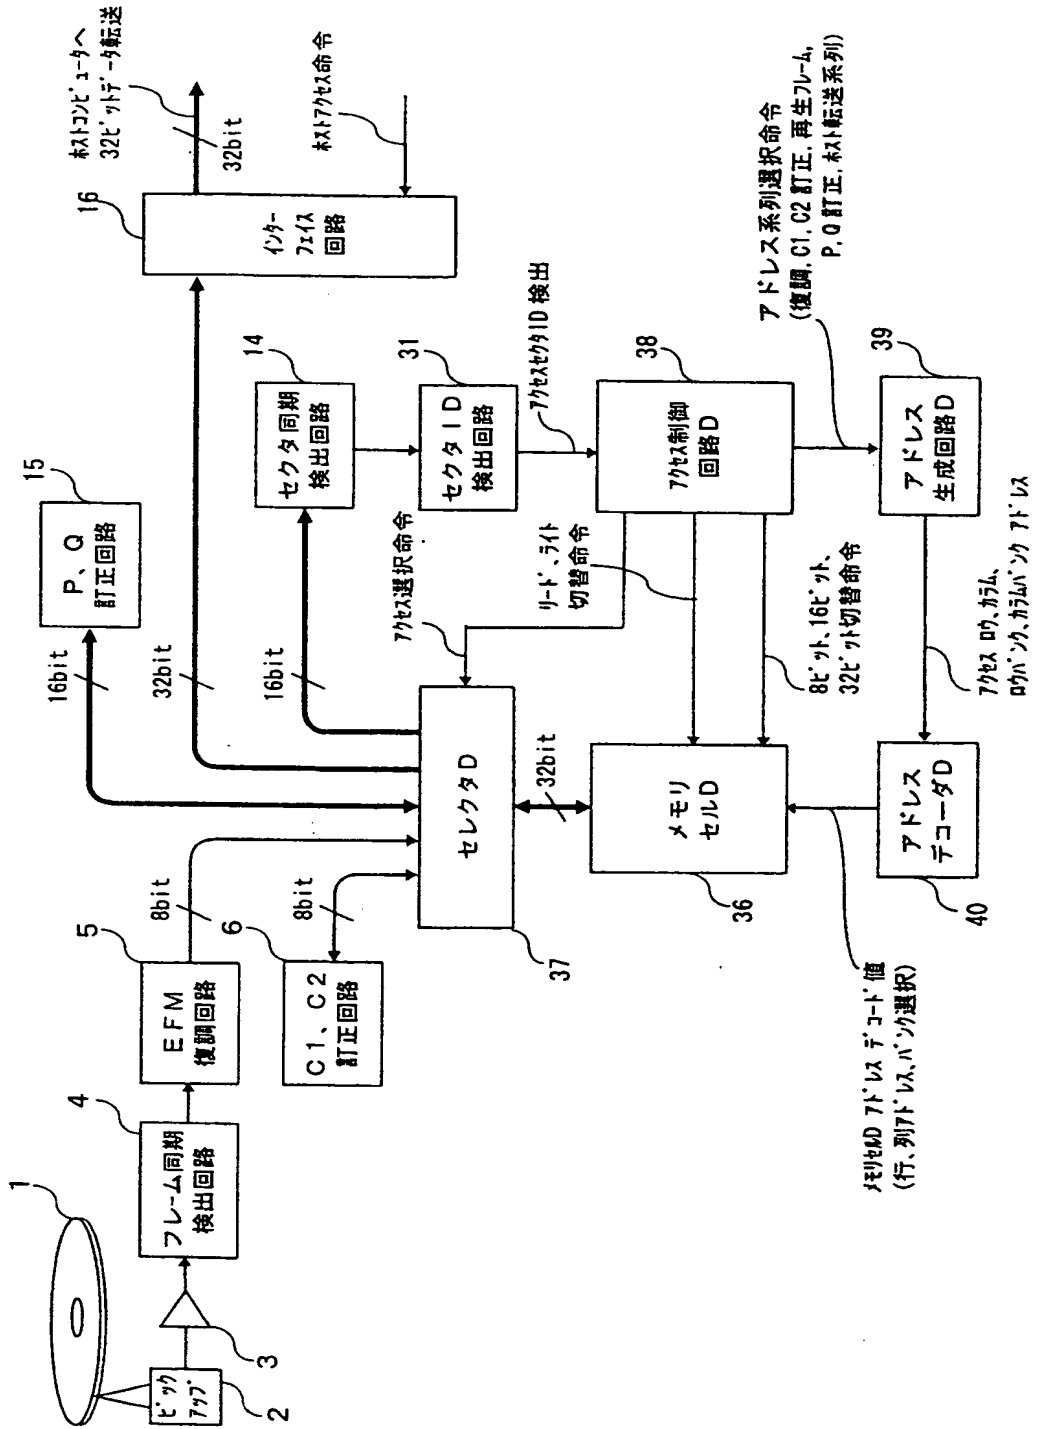 1
ピック
アップ
2
3
4
フレーム同期
検出回路
5
EFM
復調回路
8bit
6
C1、C2
訂正回路
8bit
16bit
15
P、Q
訂正回路
32bit
16bit
14
セクタ同期
検出回路
16
インター
フェイス
回路
ホストコンピュータへ
32ビットデータ転送
32bit
ホストアクセス命令
31
セクタID
検出回路
アクセスセクタID検出
セレクタD
37
アクセス選択命令
32bit
メモリ
セルD
36
リード、ライト
切替命令
8ビット、16ビット、
32ビット切替命令
38
アクセス制御
回路D
アドレス系列選択命令
(復調, C1, C2 訂正, 再生フレーム,
P, Q 訂正, ホスト転送系列)
39
アドレス
生成回路D
アクセス ロウ、カラム、
ロウバンク、カラムバンク アドレス
アドレス
デコーダD
40
メモリセルD アドレス デコード値
(行、列アドレス、バンク選択)